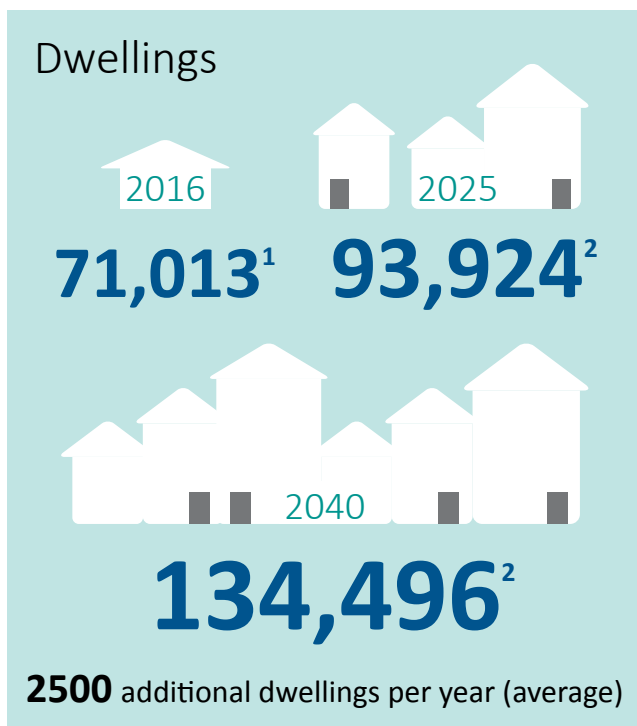 Dwellings
2016 2025
71,013¹ 93,924²
2040
134,496²
2500 additional dwellings per year (average)